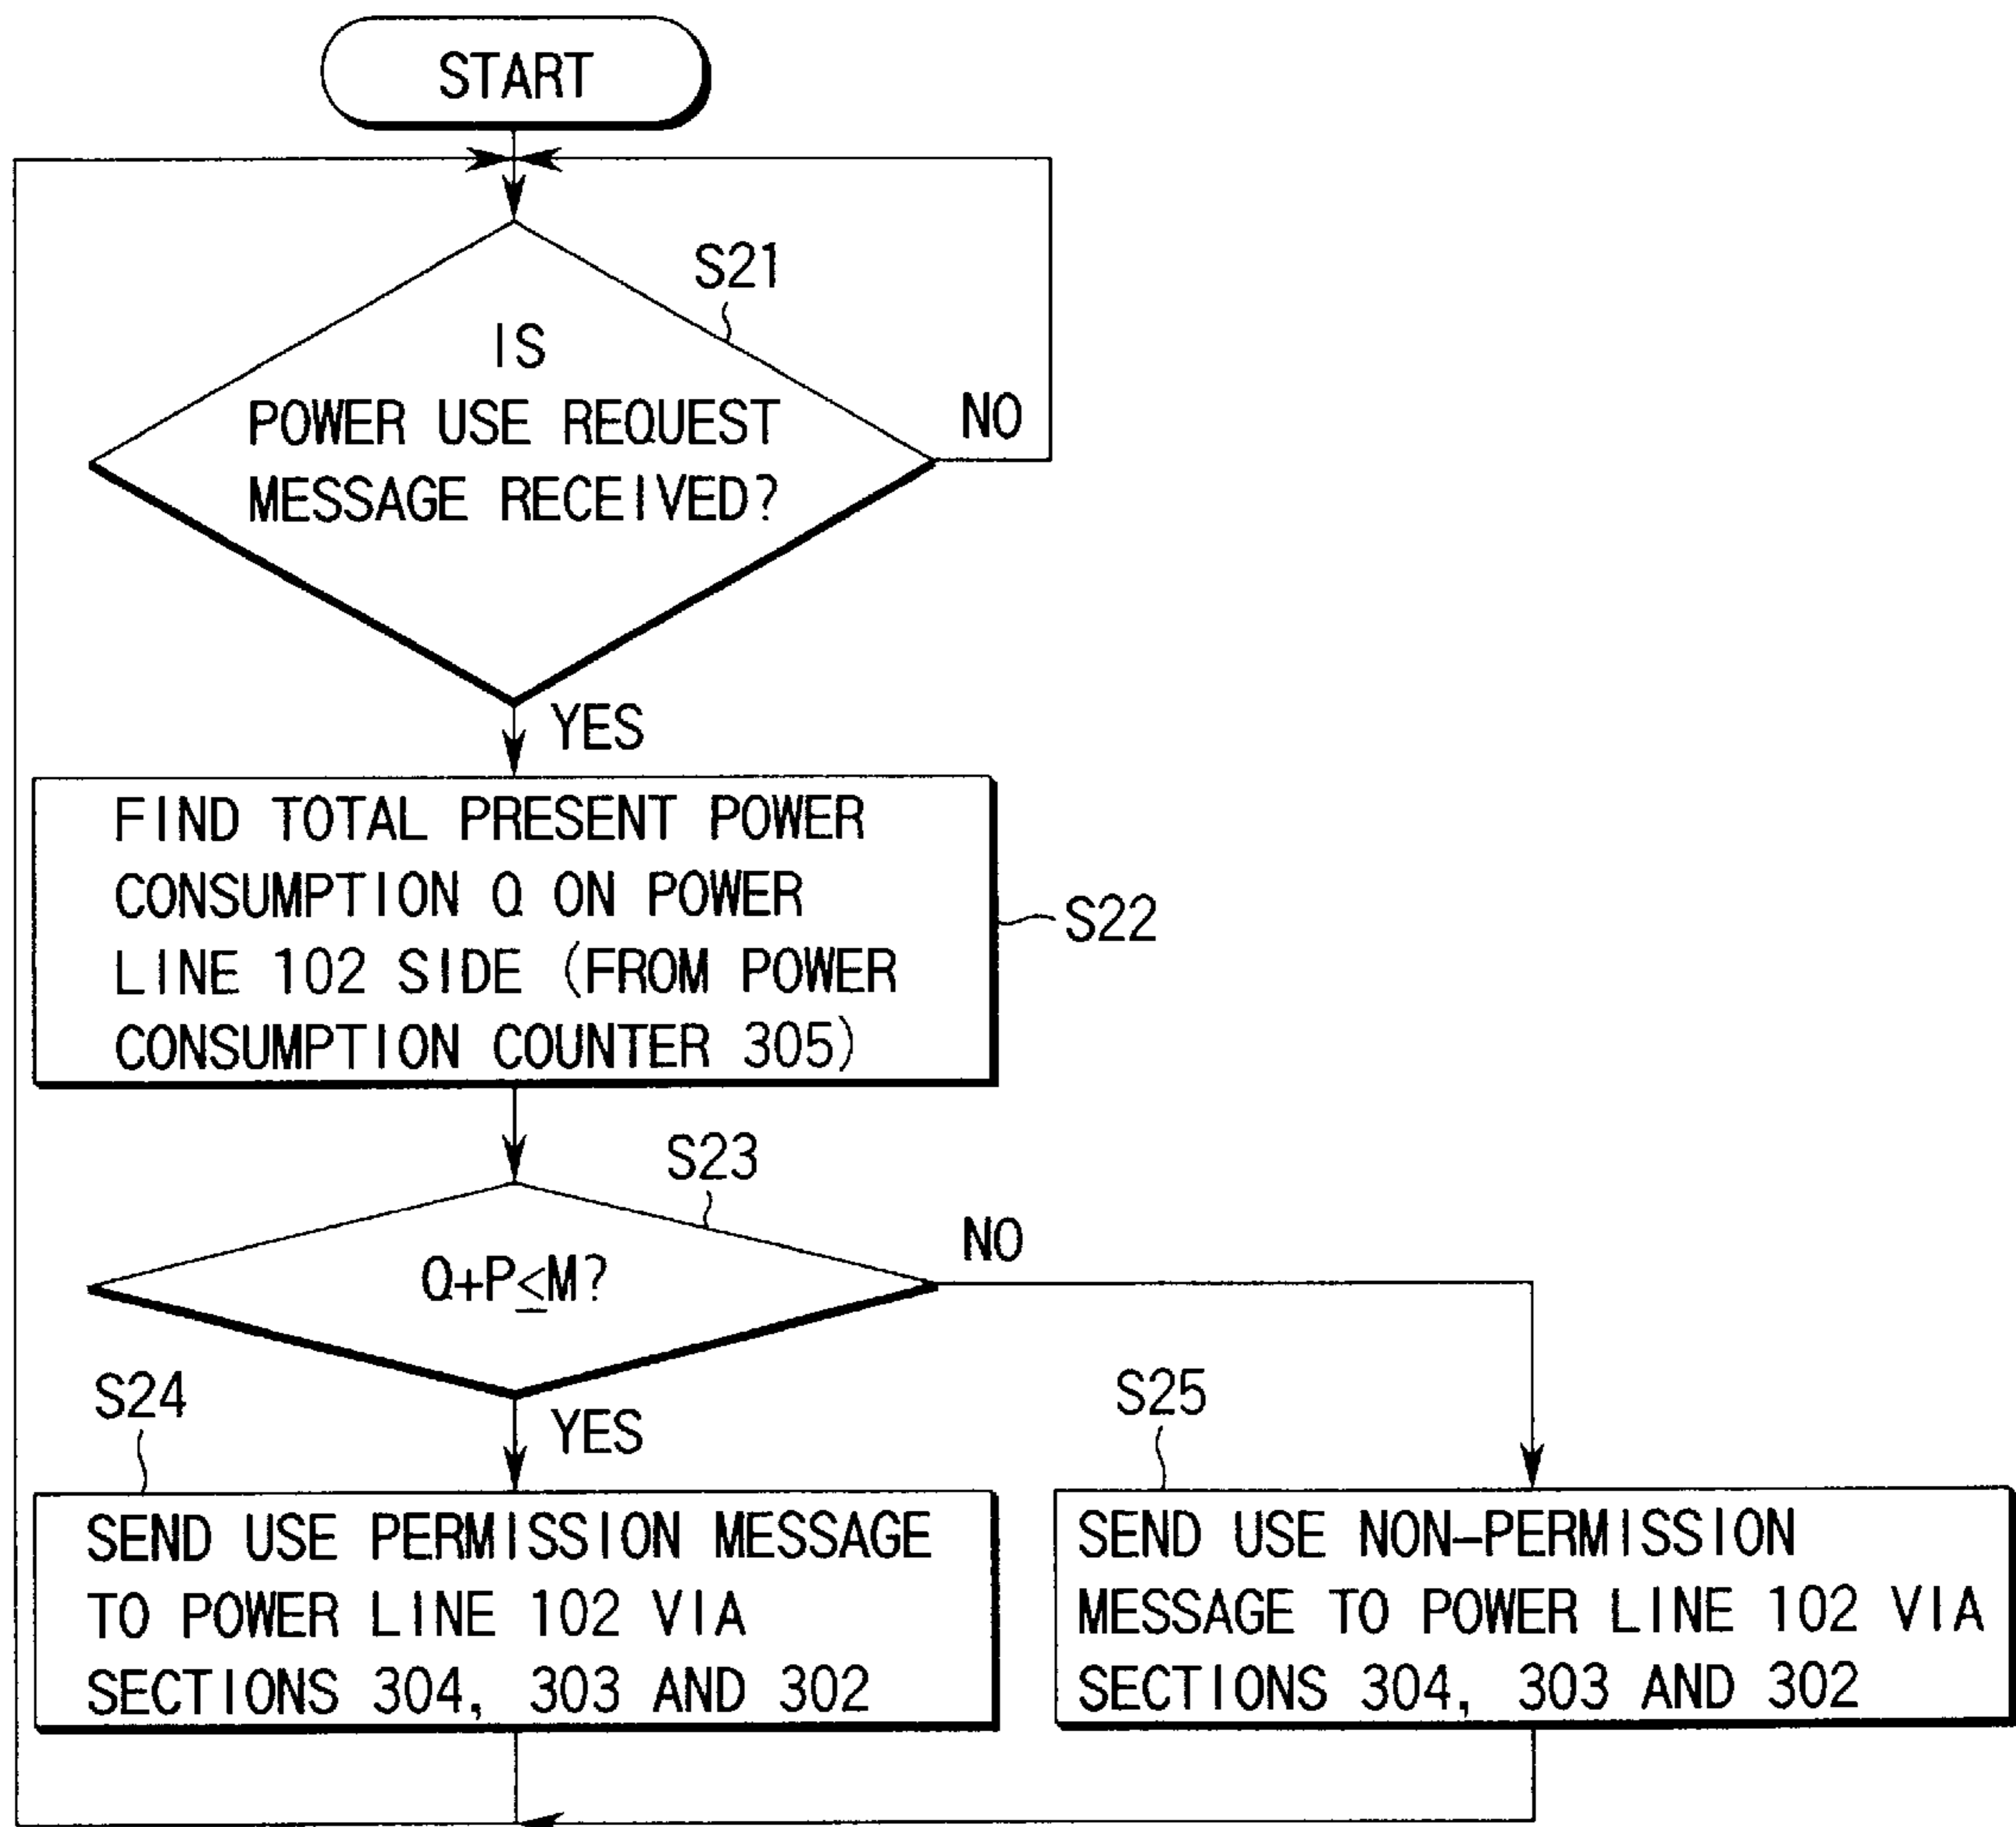 START
S21
IS
POWER USE REQUEST
MESSAGE RECEIVED?
NO
YES
FIND TOTAL PRESENT POWER
CONSUMPTION Q ON POWER
LINE 102 SIDE (FROM POWER
CONSUMPTION COUNTER 305)
S22
S23
Q+P≤M?
NO
YES
S24
SEND USE PERMISSION MESSAGE
TO POWER LINE 102 VIA
SECTIONS 304, 303 AND 302
S25
SEND USE NON-PERMISSION
MESSAGE TO POWER LINE 102 VIA
SECTIONS 304, 303 AND 302